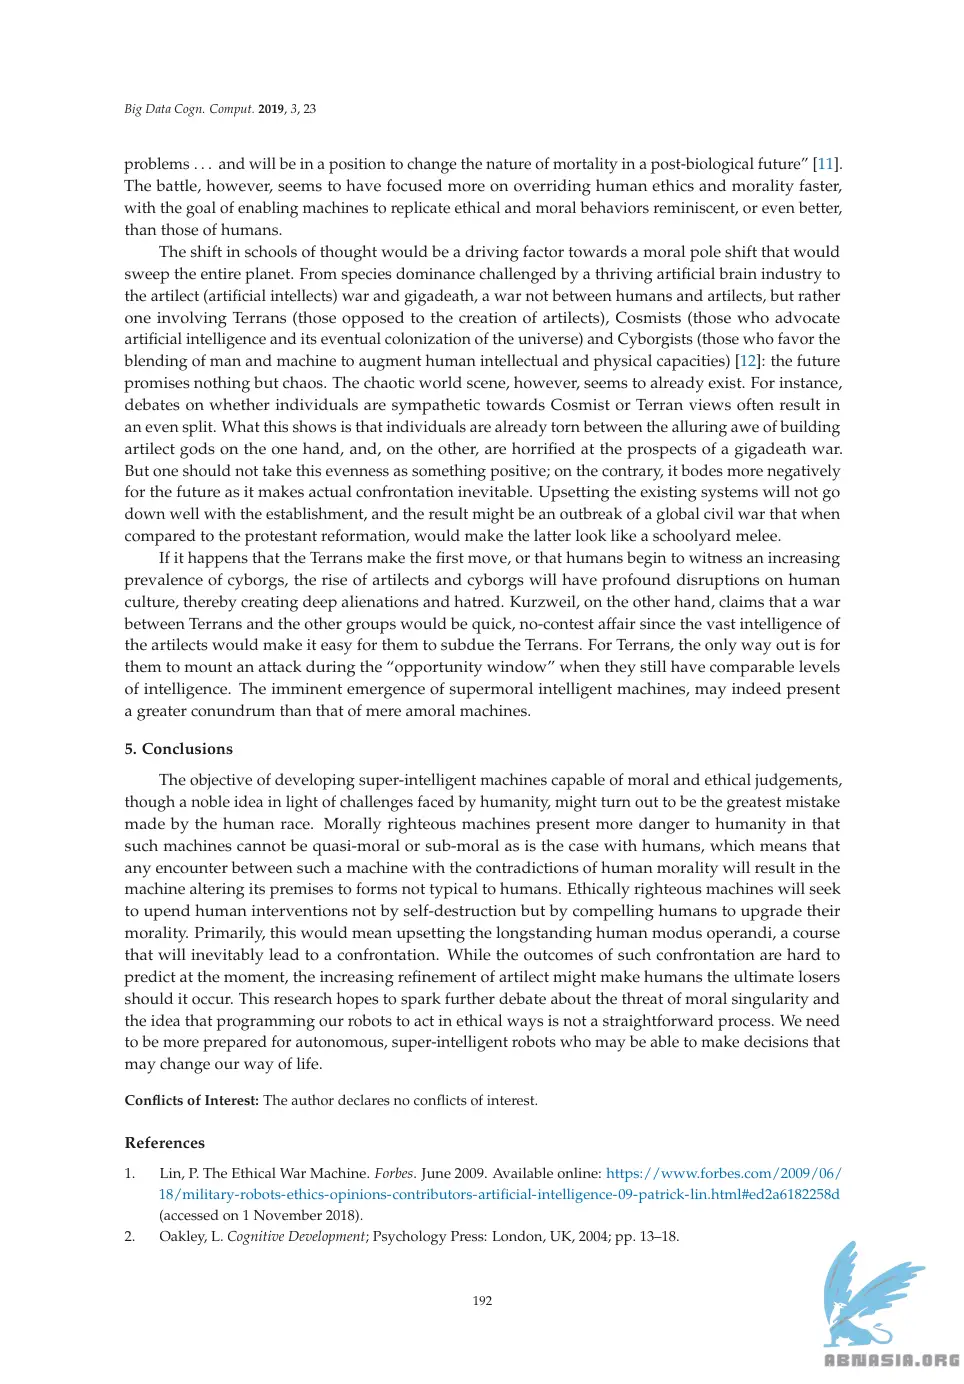 Big Data Cogn. Comput. 2019, 3, 23
problems . . . and will be in a position to change the nature of mortality in a post-biological future” [11].
The battle, however, seems to have focused more on overriding human ethics and morality faster,
with the goal of enabling machines to replicate ethical and moral behaviors reminiscent, or even better,
than those of humans.
The shift in schools of thought would be a driving factor towards a moral pole shift that would
sweep the entire planet. From species dominance challenged by a thriving artificial brain industry to
the artilect (artificial intellects) war and gigadeath, a war not between humans and artilects, but rather
one involving Terrans (those opposed to the creation of artilects), Cosmists (those who advocate
artificial intelligence and its eventual colonization of the universe) and Cyborgists (those who favor the
blending of man and machine to augment human intellectual and physical capacities) [12]: the future
promises nothing but chaos. The chaotic world scene, however, seems to already exist. For instance,
debates on whether individuals are sympathetic towards Cosmist or Terran views often result in
an even split. What this shows is that individuals are already torn between the alluring awe of building
artilect gods on the one hand, and, on the other, are horrified at the prospects of a gigadeath war.
But one should not take this evenness as something positive; on the contrary, it bodes more negatively
for the future as it makes actual confrontation inevitable. Upsetting the existing systems will not go
down well with the establishment, and the result might be an outbreak of a global civil war that when
compared to the protestant reformation, would make the latter look like a schoolyard melee.
If it happens that the Terrans make the first move, or that humans begin to witness an increasing
prevalence of cyborgs, the rise of artilects and cyborgs will have profound disruptions on human
culture, thereby creating deep alienations and hatred. Kurzweil, on the other hand, claims that a war
between Terrans and the other groups would be quick, no-contest affair since the vast intelligence of
the artilects would make it easy for them to subdue the Terrans. For Terrans, the only way out is for
them to mount an attack during the “opportunity window” when they still have comparable levels
of intelligence. The imminent emergence of supermoral intelligent machines, may indeed present
a greater conundrum than that of mere amoral machines.
5. Conclusions
The objective of developing super-intelligent machines capable of moral and ethical judgements,
though a noble idea in light of challenges faced by humanity, might turn out to be the greatest mistake
made by the human race. Morally righteous machines present more danger to humanity in that
such machines cannot be quasi-moral or sub-moral as is the case with humans, which means that
any encounter between such a machine with the contradictions of human morality will result in the
machine altering its premises to forms not typical to humans. Ethically righteous machines will seek
to upend human interventions not by self-destruction but by compelling humans to upgrade their
morality. Primarily, this would mean upsetting the longstanding human modus operandi, a course
that will inevitably lead to a confrontation. While the outcomes of such confrontation are hard to
predict at the moment, the increasing refinement of artilect might make humans the ultimate losers
should it occur. This research hopes to spark further debate about the threat of moral singularity and
the idea that programming our robots to act in ethical ways is not a straightforward process. We need
to be more prepared for autonomous, super-intelligent robots who may be able to make decisions that
may change our way of life.
Conflicts of Interest: The author declares no conflicts of interest.
References
1. Lin, P. The Ethical War Machine. Forbes. June 2009. Available online: https://www.forbes.com/2009/06/
18/military-robots-ethics-opinions-contributors-artificial-intelligence-09-patrick-lin.html#ed2a6182258d
(accessed on 1 November 2018).
2. Oakley, L. Cognitive Development; Psychology Press: London, UK, 2004; pp. 13–18.
192
ABNASIA.ORG